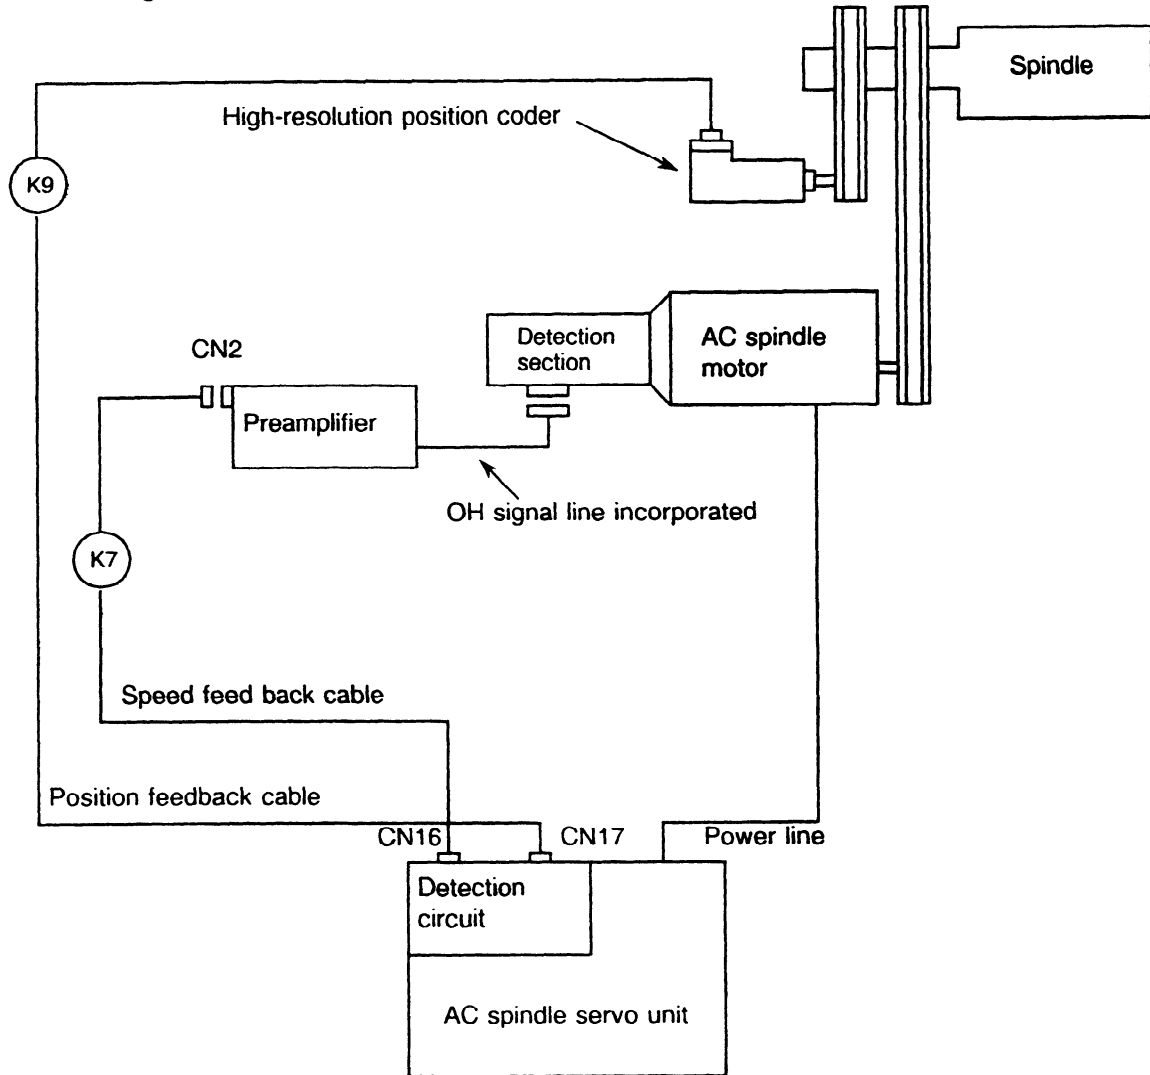 Spindle
High-resolution position coder
K9
Detection
section
AC spindle
motor
CN2
Preamplifier
OH signal line incorporated
K7
Speed feed back cable
Position feedback cable
CN16
CN17
Power line
Detection
circuit
AC spindle servo unit